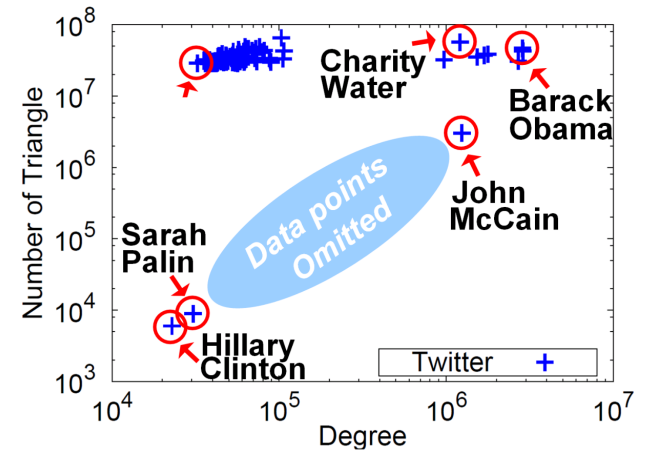 10^8
10^7
10^6
10^5
10^4
10^3
Number of Triangle
Charity
Water
Barack
Obama
John
McCain
Data points
Omitted
Sarah
Palin
Hillary
Clinton
Twitter
10^4
10^5
10^6
10^7
Degree